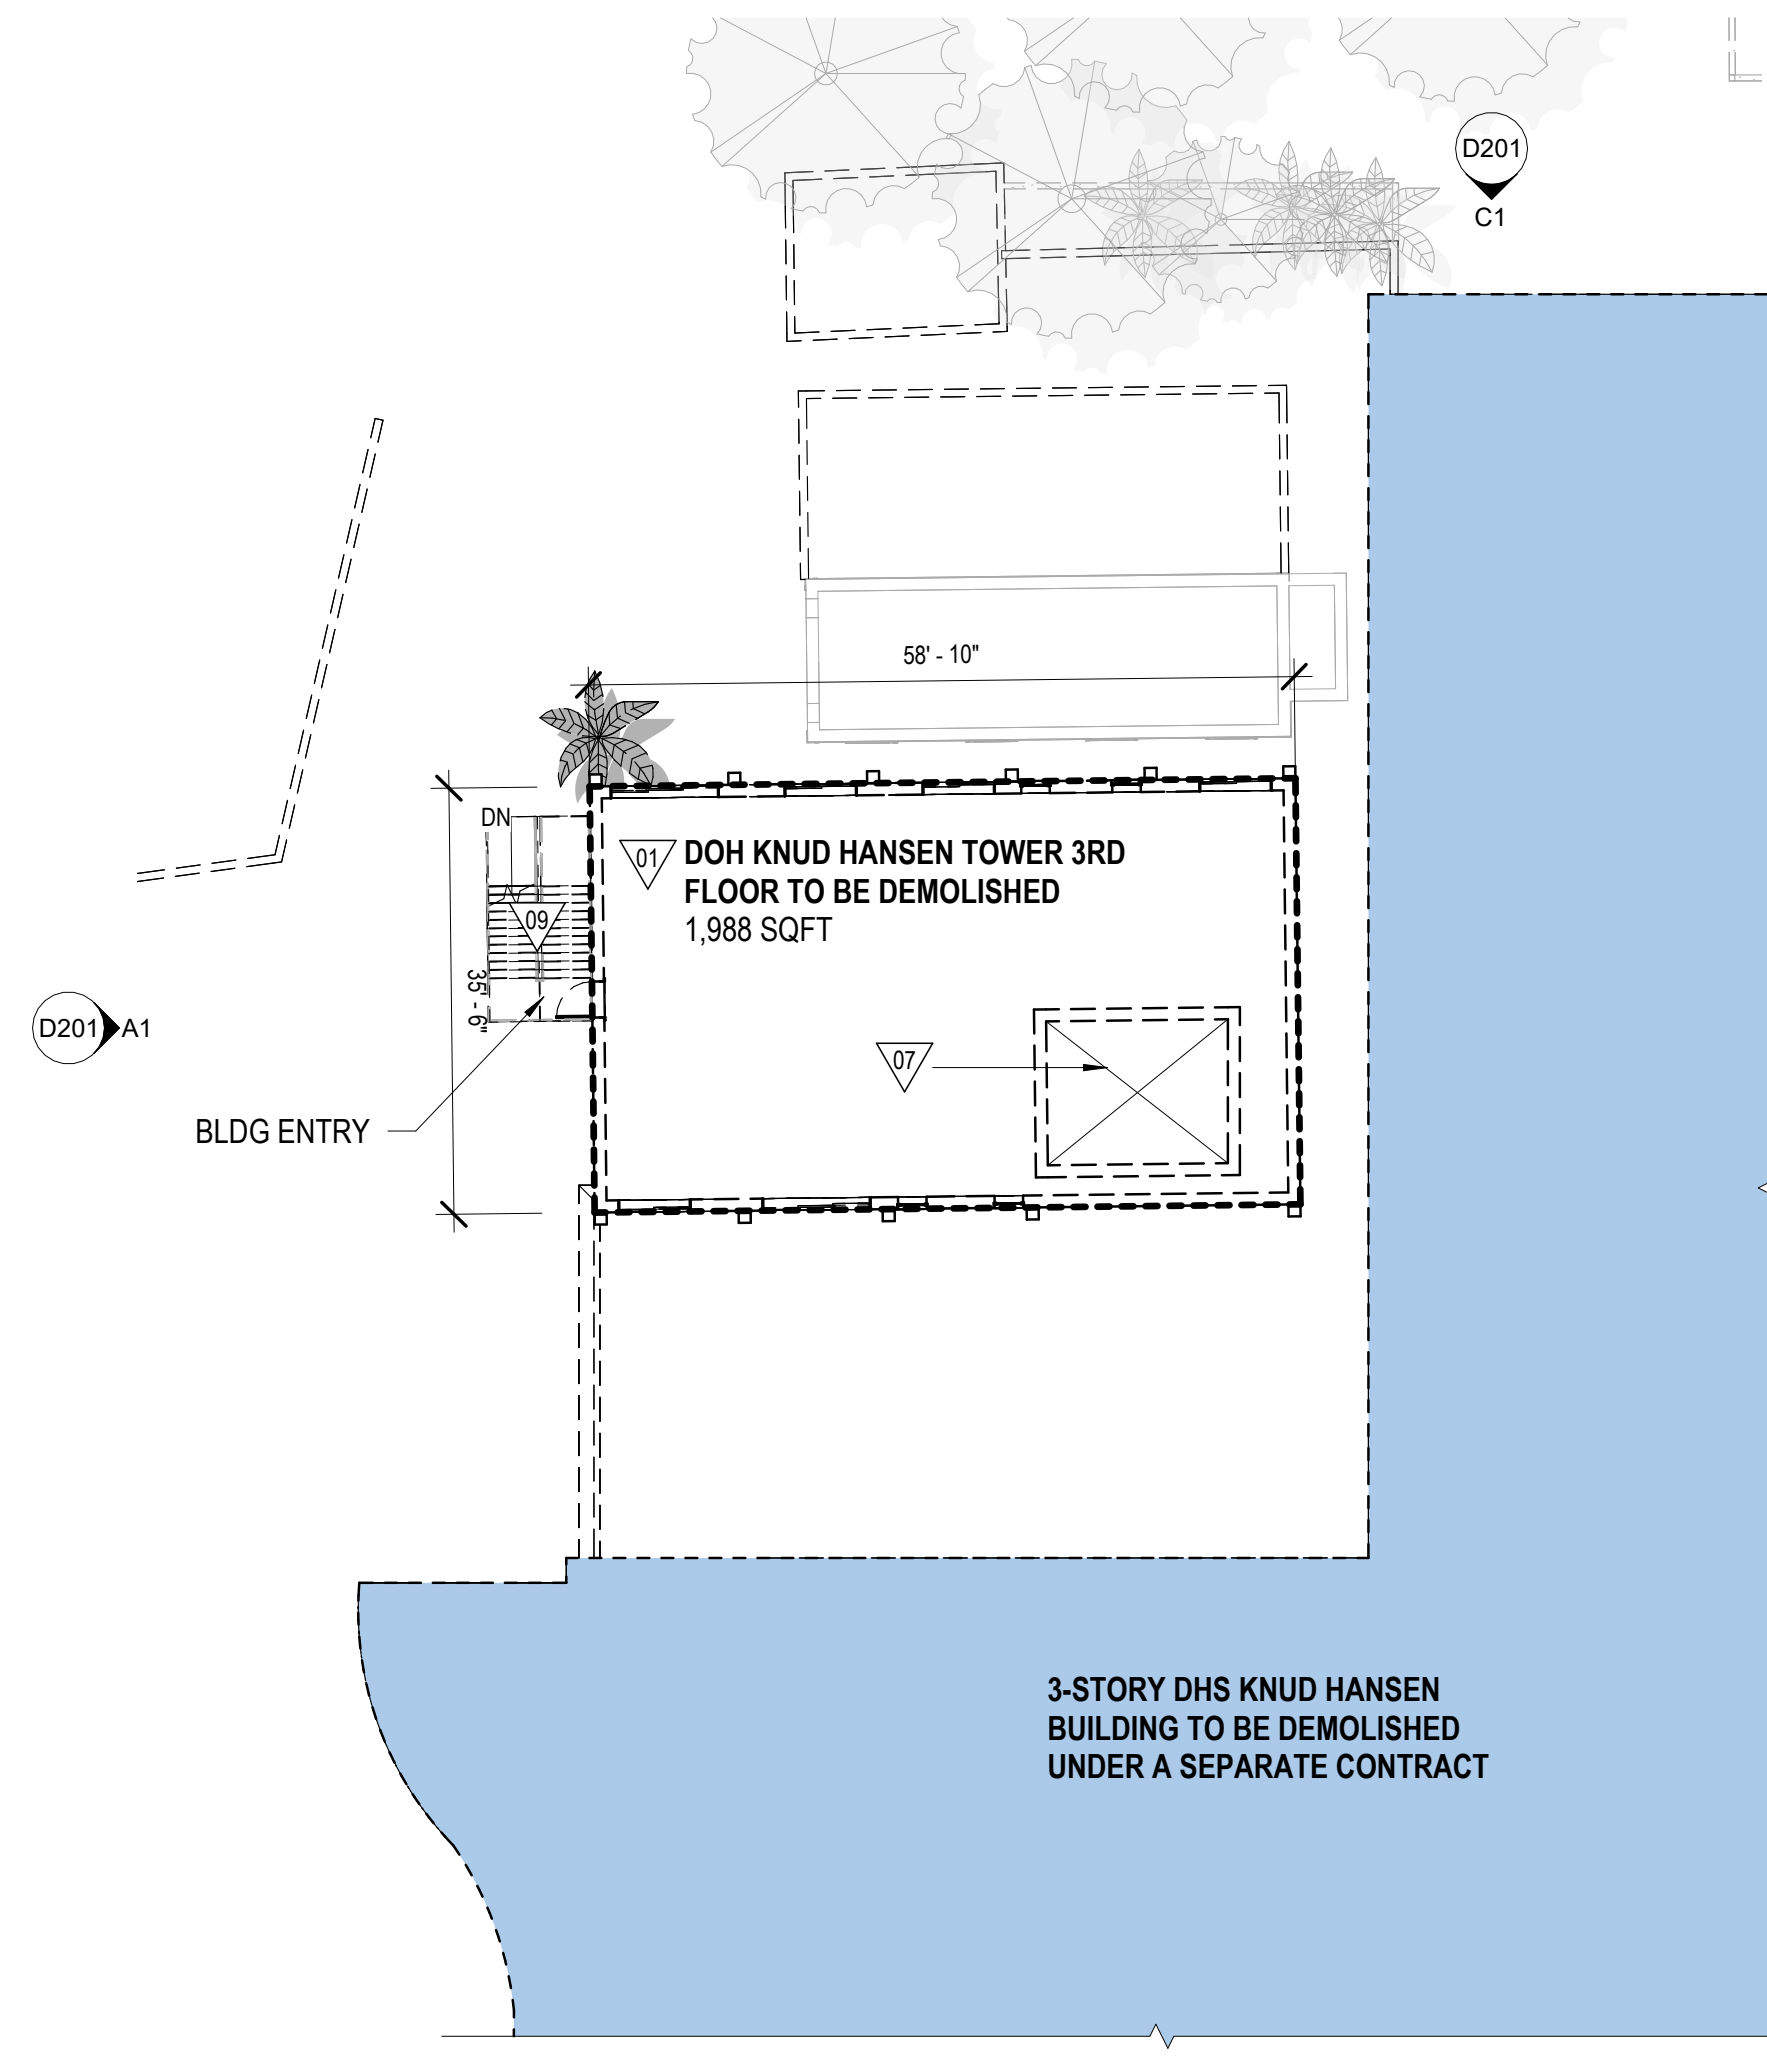 D201
C1
58' - 10"
DN
01
DOH KNUD HANSEN TOWER 3RD
FLOOR TO BE DEMOLISHED
1,988 SQFT
09
35' - 6"
D201
A1
07
BLDG ENTRY
3-STORY DHS KNUD HANSEN
BUILDING TO BE DEMOLISHED
UNDER A SEPARATE CONTRACT